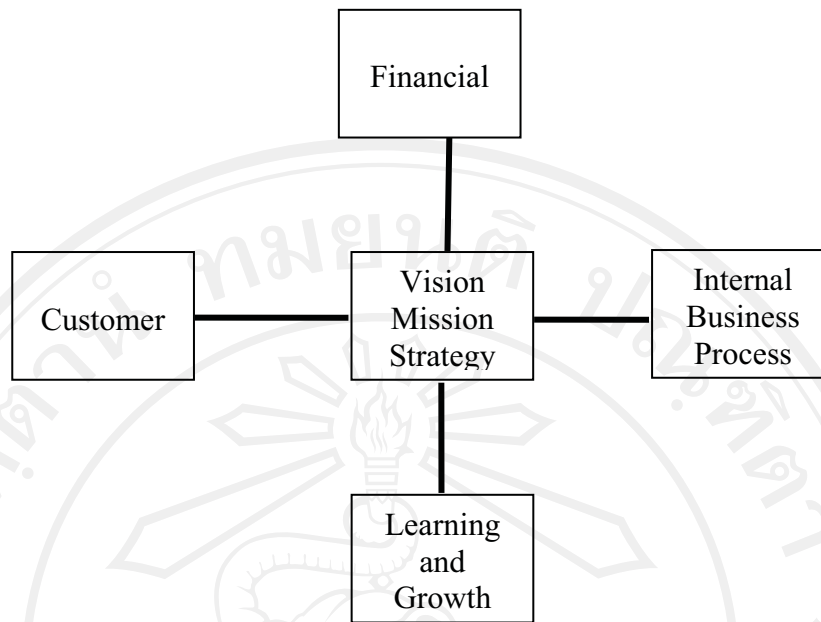 Financial
Customer
Vision
Mission
Strategy
Internal
Business
Process
Learning
and
Growth